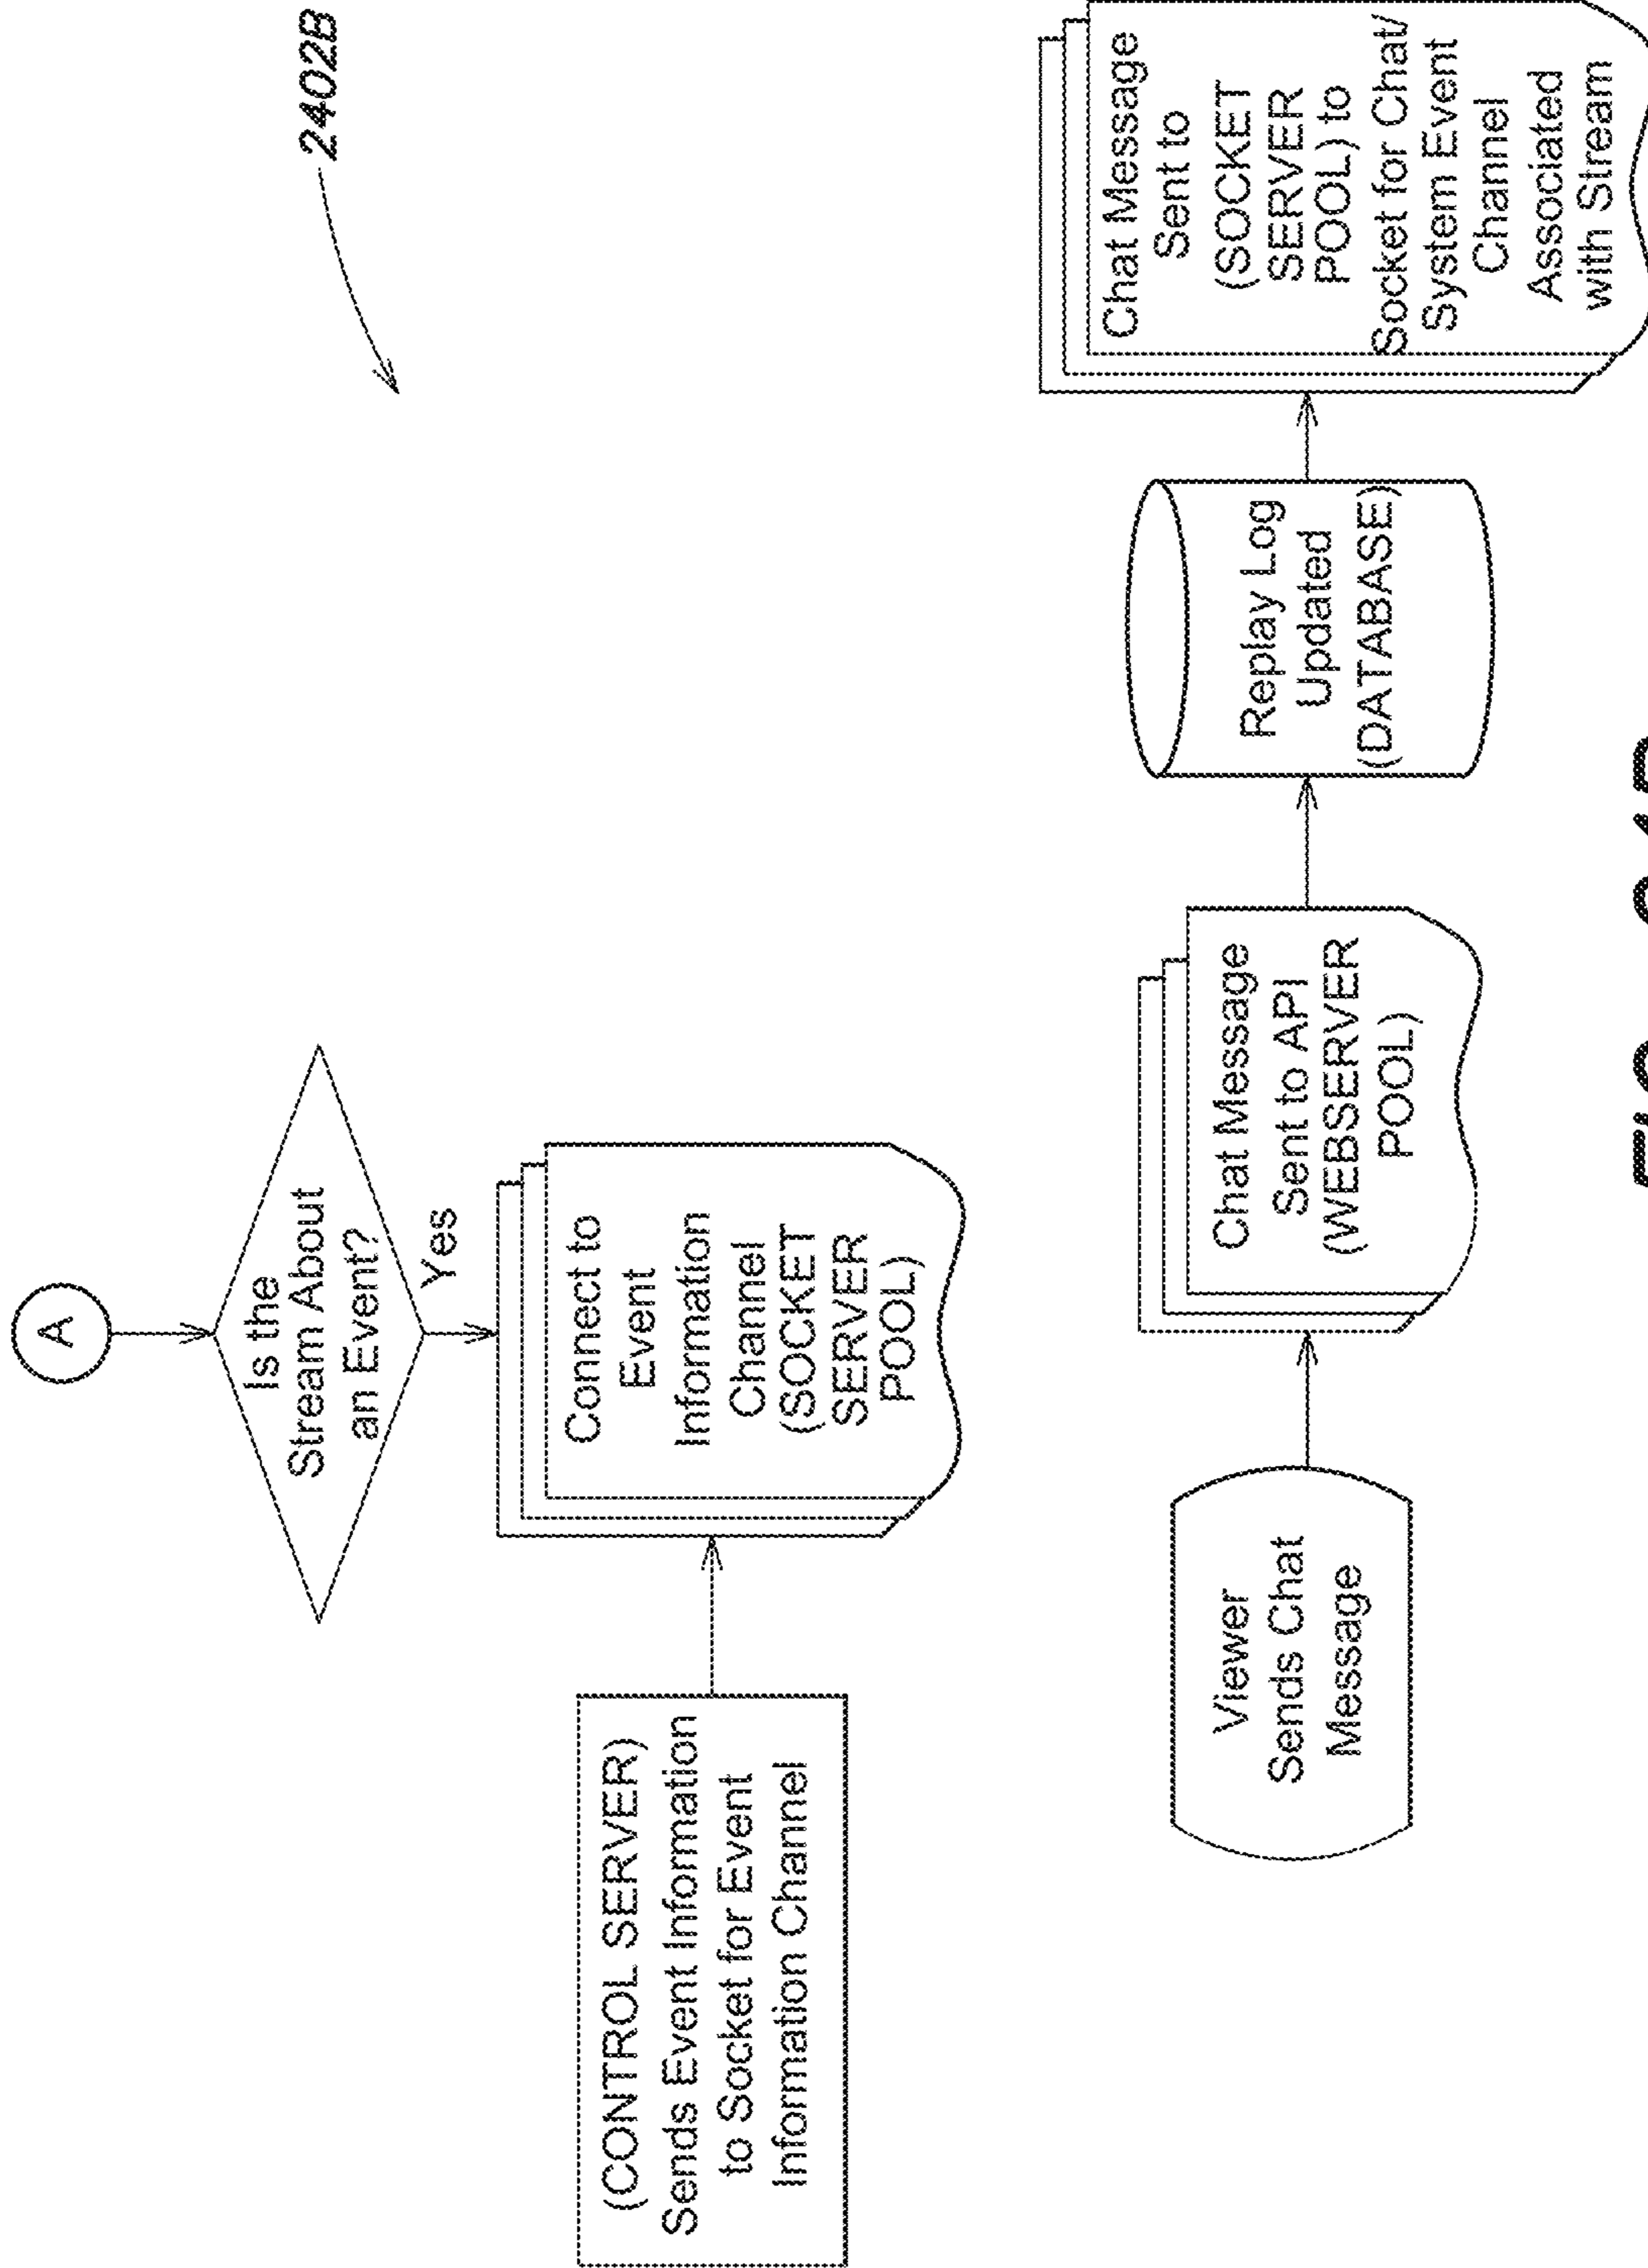 A
2402B
Is the
Stream About
an Event?
Yes
(CONTROL SERVER)
Sends Event Information
to Socket for Event
Information Channel
Connect to
Event
Information
Channel
(SOCKET
SERVER
POOL)
Viewer
Sends Chat
Message
Chat Message
Sent to API
(WEBSERVER
POOL)
Replay Log
Updated
(DATABASE)
Chat Message
Sent to
(SOCKET
SERVER
POOL) to
Socket for Chat/
System Event
Channel
Associated
with Stream